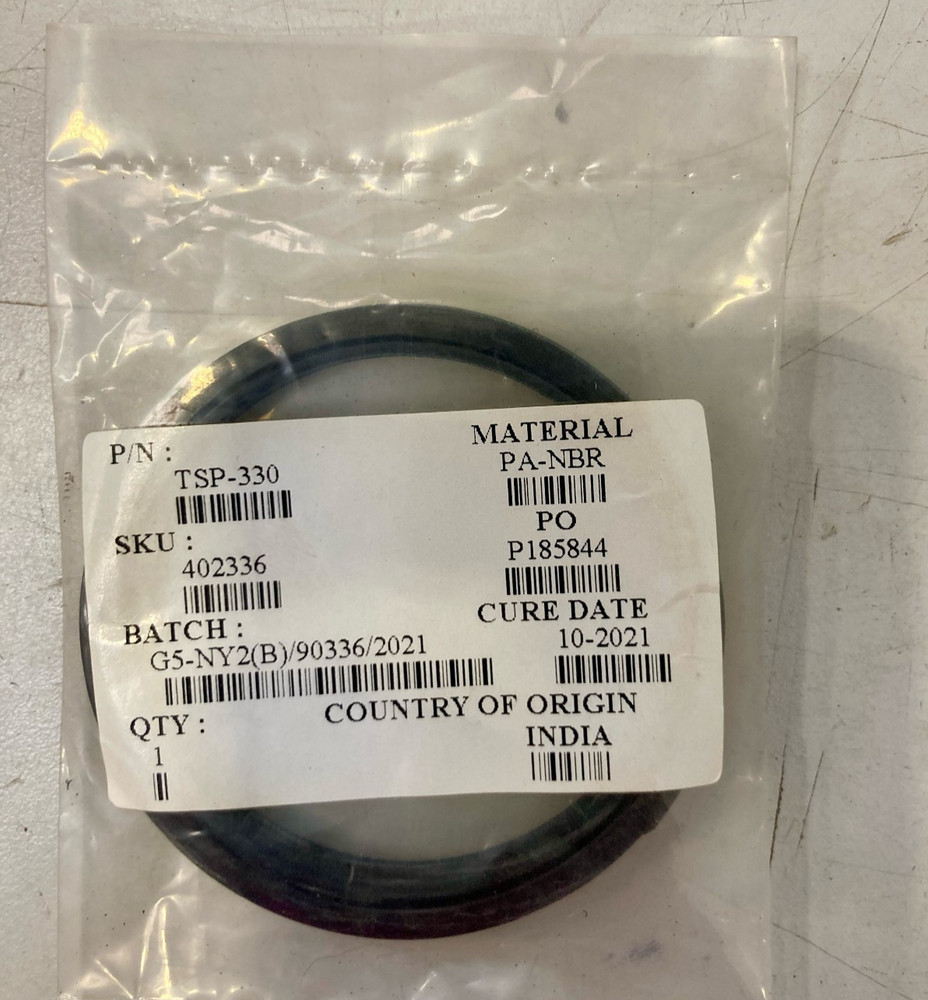 P/N :
TSP-330
SKU :
402336
BATCH :
G5-NY2(B)/90336/2021
QTY :
1
MATERIAL
PA-NBR
PO
P185844
CURE DATE
10-2021
COUNTRY OF ORIGIN
INDIA